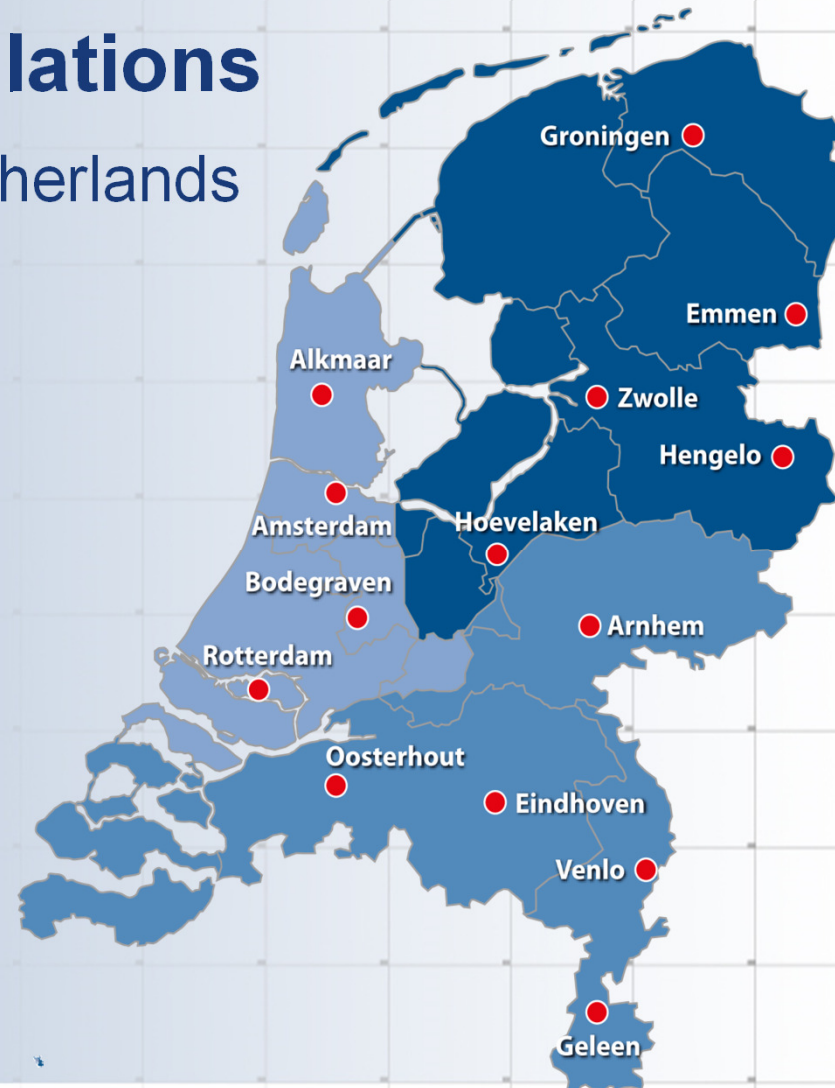 lations
herlands
Groningen
Emmen
Alkmaar
Zwolle
Hengelo
Amsterdam
Hoevelaken
Bodegraven
Arnhem
Rotterdam
Oosterhout
Eindhoven
Venlo
Geleen